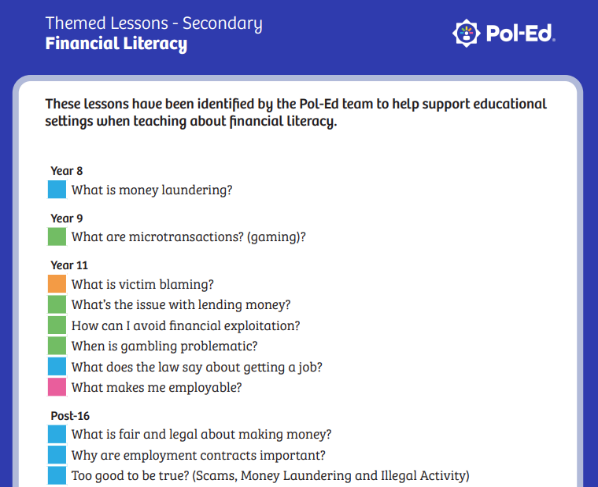 Themed Lessons - Secondary
Financial Literacy
Pol-Ed.
These lessons have been identified by the Pol-Ed team to help support educational
settings when teaching about financial literacy.
Year 8
What is money laundering?
Year 9
What are microtransactions? (gaming)?
Year 11
What is victim blaming?
What's the issue with lending money?
How can I avoid financial exploitation?
When is gambling problematic?
What does the law say about getting a job?
What makes me employable?
Post-16
What is fair and legal about making money?
Why are employment contracts important?
Too good to be true? (Scams, Money Laundering and Illegal Activity)